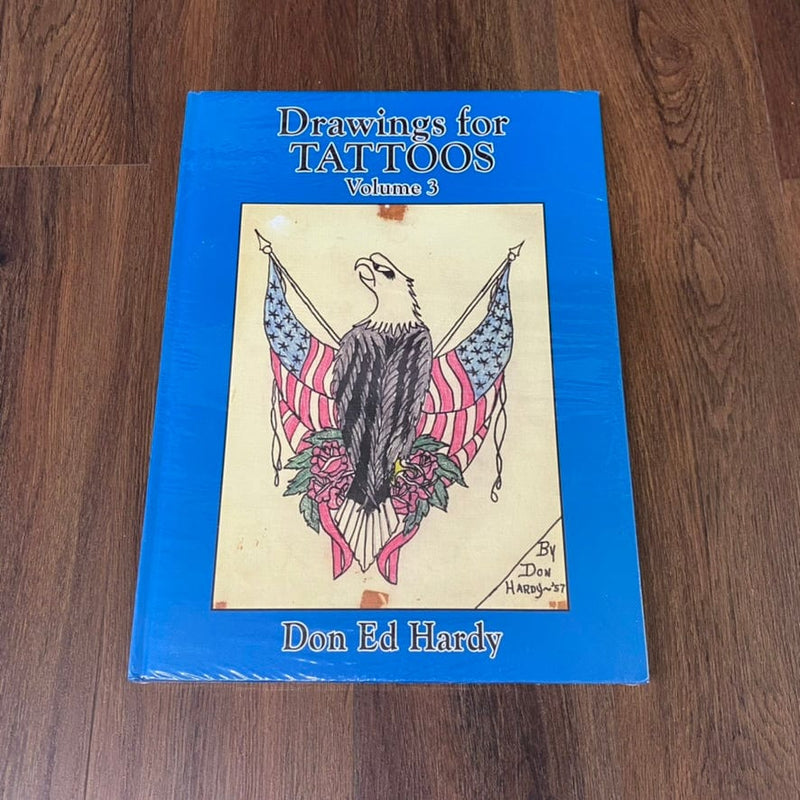 Drawings for
TATTOOS
Volume 3
By
Don
Hardy~'57
Don Ed Hardy